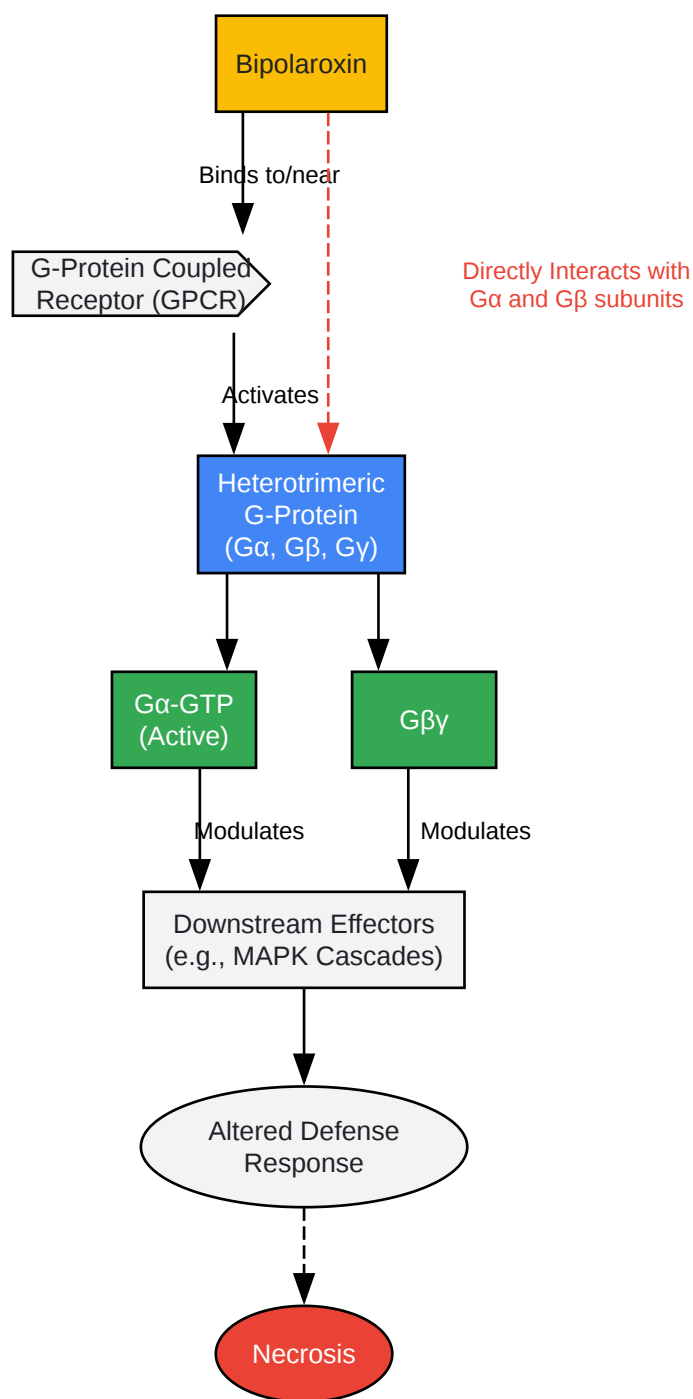 Bipolaroxin
Binds to/near
G-Protein Coupled
Receptor (GPCR)
Directly Interacts with
Gα and Gβ subunits
Activates
Heterotrimeric
G-Protein
(Gα, Gβ, Gγ)
Gα-GTP
(Active)
Gβγ
Modulates
Modulates
Downstream Effectors
(e.g., MAPK Cascades)
Altered Defense
Response
Necrosis